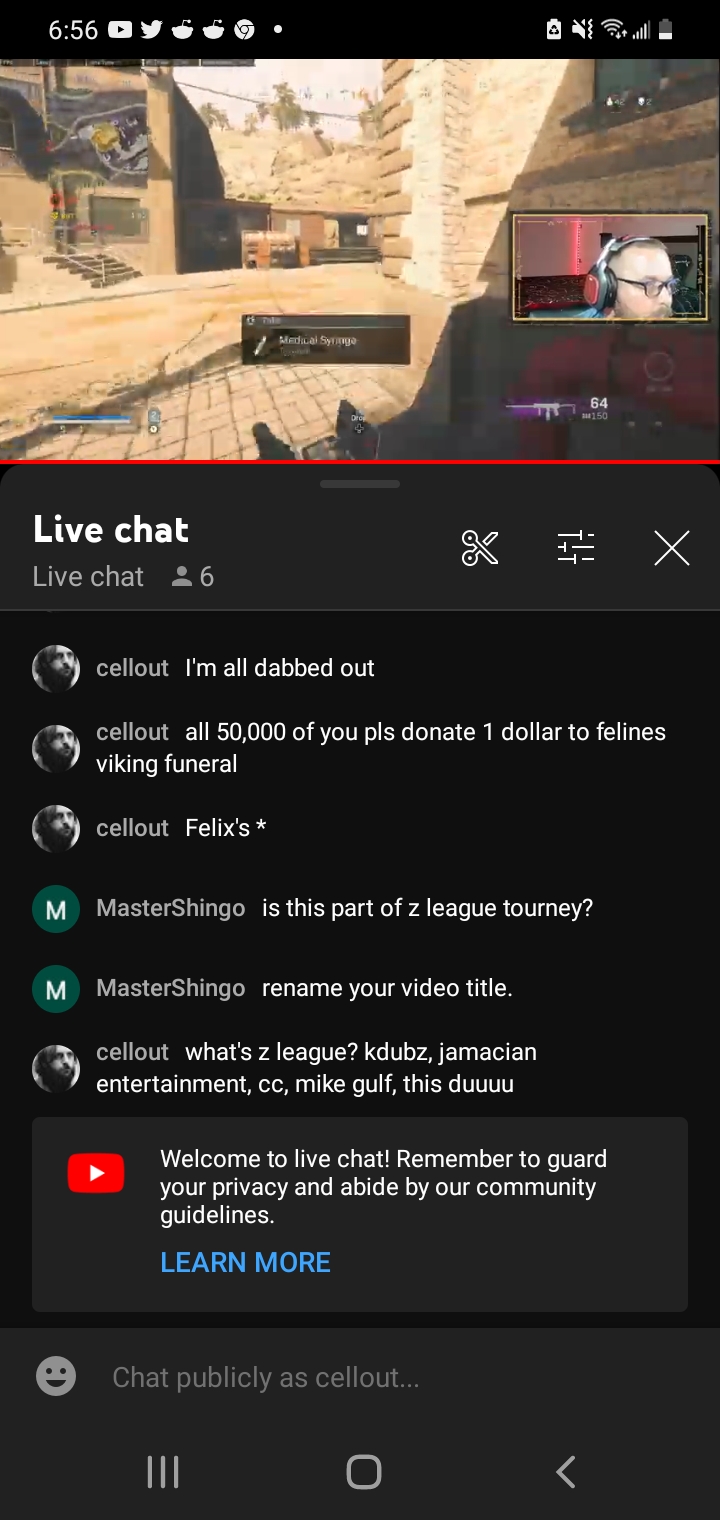 6:56
42 2
Medical Syringe
Drop
64
150
Live chat
Live chat 6
cellout I'm all dabbed out
cellout all 50,000 of you pls donate 1 dollar to felines
viking funeral
cellout Felix's *
M MasterShingo is this part of z league tourney?
M MasterShingo rename your video title.
cellout what's z league? kdubz, jamacian
entertainment, cc, mike gulf, this duuuu
Welcome to live chat! Remember to guard
your privacy and abide by our community
guidelines.
LEARN MORE
Chat publicly as cellout...